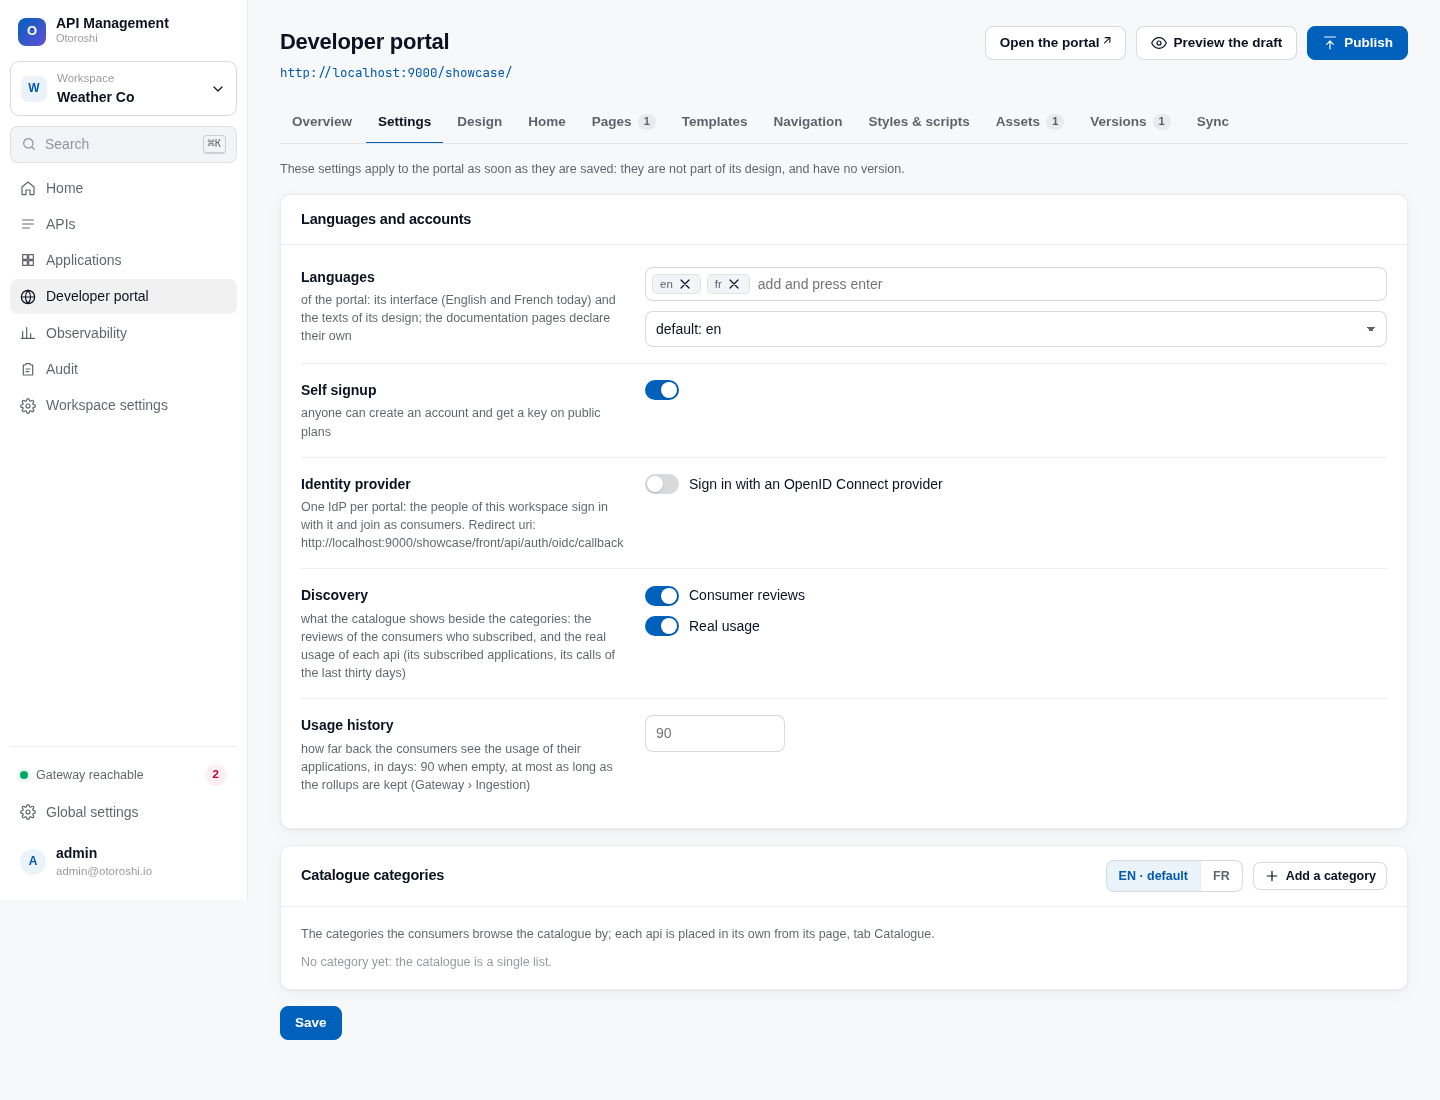 O
API Management
Otoroshi
W
Workspace
Weather Co
Search
⌘K
Home
APIs
Applications
Developer portal
Observability
Audit
Workspace settings
Gateway reachable
2
Global settings
A
admin
admin@otoroshi.io
Developer portal
http://localhost:9000/showcase/
Open the portal ↗
Preview the draft
Publish
Overview
Settings
Design
Home
Pages 1
Templates
Navigation
Styles & scripts
Assets 1
Versions 1
Sync
These settings apply to the portal as soon as they are saved: they are not part of its design, and have no version.
Languages and accounts
Languages
of the portal: its interface (English and French today) and
the texts of its design; the documentation pages declare
their own
en
fr
add and press enter
default: en
Self signup
anyone can create an account and get a key on public
plans
Identity provider
One IdP per portal: the people of this workspace sign in
with it and join as consumers. Redirect uri:
http://localhost:9000/showcase/front/api/auth/oidc/callback
Sign in with an OpenID Connect provider
Discovery
what the catalogue shows beside the categories: the
reviews of the consumers who subscribed, and the real
usage of each api (its subscribed applications, its calls of
the last thirty days)
Consumer reviews
Real usage
Usage history
how far back the consumers see the usage of their
applications, in days: 90 when empty, at most as long as
the rollups are kept (Gateway › Ingestion)
90
Catalogue categories
EN · default
FR
Add a category
The categories the consumers browse the catalogue by; each api is placed in its own from its page, tab Catalogue.
No category yet: the catalogue is a single list.
Save